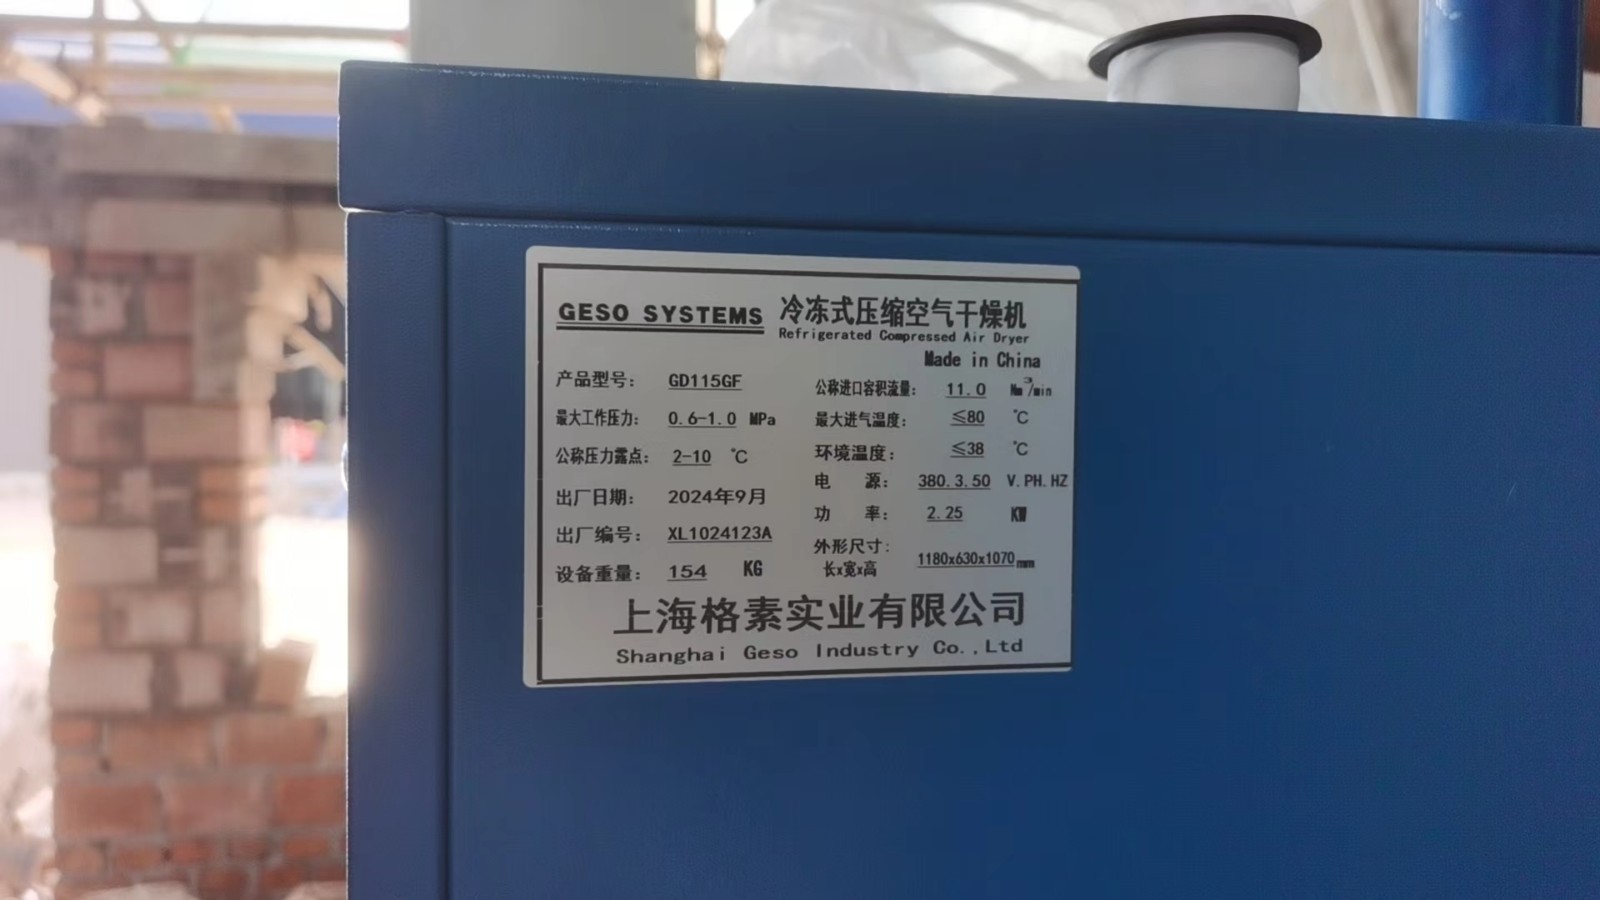 GESO SYSTEMS 冷冻式压缩空气干燥机
Refrigerated Compressed Air Dryer
Made in China
产品型号: GD115GF 公称进口容积流量: 11.0 Nm³/min
最大工作压力: 0.6-1.0 MPa 最大进气温度: ≤80 ℃
公称压力露点: 2-10 ℃ 环境温度: ≤38 ℃
电 源: 380.3.50 V.PH.HZ
出厂日期: 2024年9月 功 率: 2.25 KW
出厂编号: XL1024123A 外形尺寸:
设备重量: 154 KG 长x宽x高 1180x630x1070mm
上海格素实业有限公司
Shanghai Geso Industry Co.,Ltd